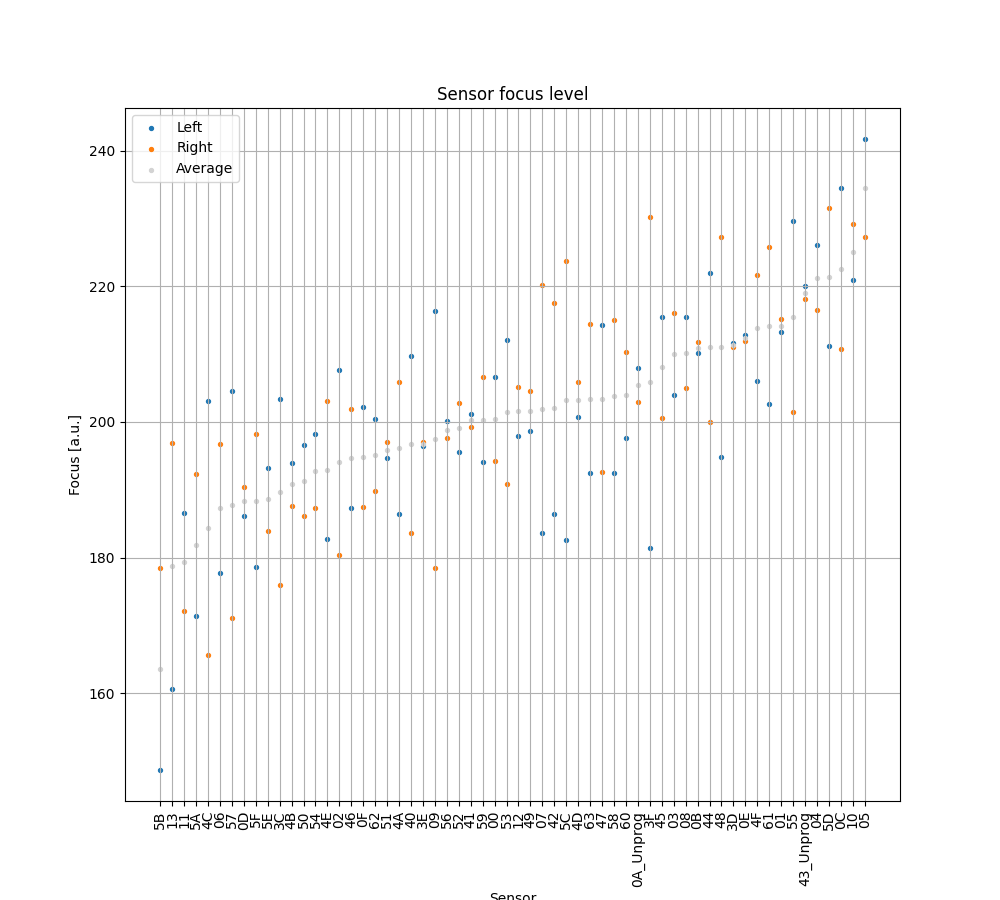 Sensor focus level
Left
Right
Average
240
220
200
180
160
Focus [a.u.]
5B 13 11 5A 4C 06 57 0D 5F 5E 3C 4B 50 54 4E 02 46 0F 62 51 4A 40 3E 09 56 52 41 59 00 53 12 49 07 42 5C 4D 63 47 58 60 0A_Unprog 3F 45 03 08 0B 44 48 3D 0E 4F 61 01 55 43_Unprog 04 5D 0C 10 05
Sensor